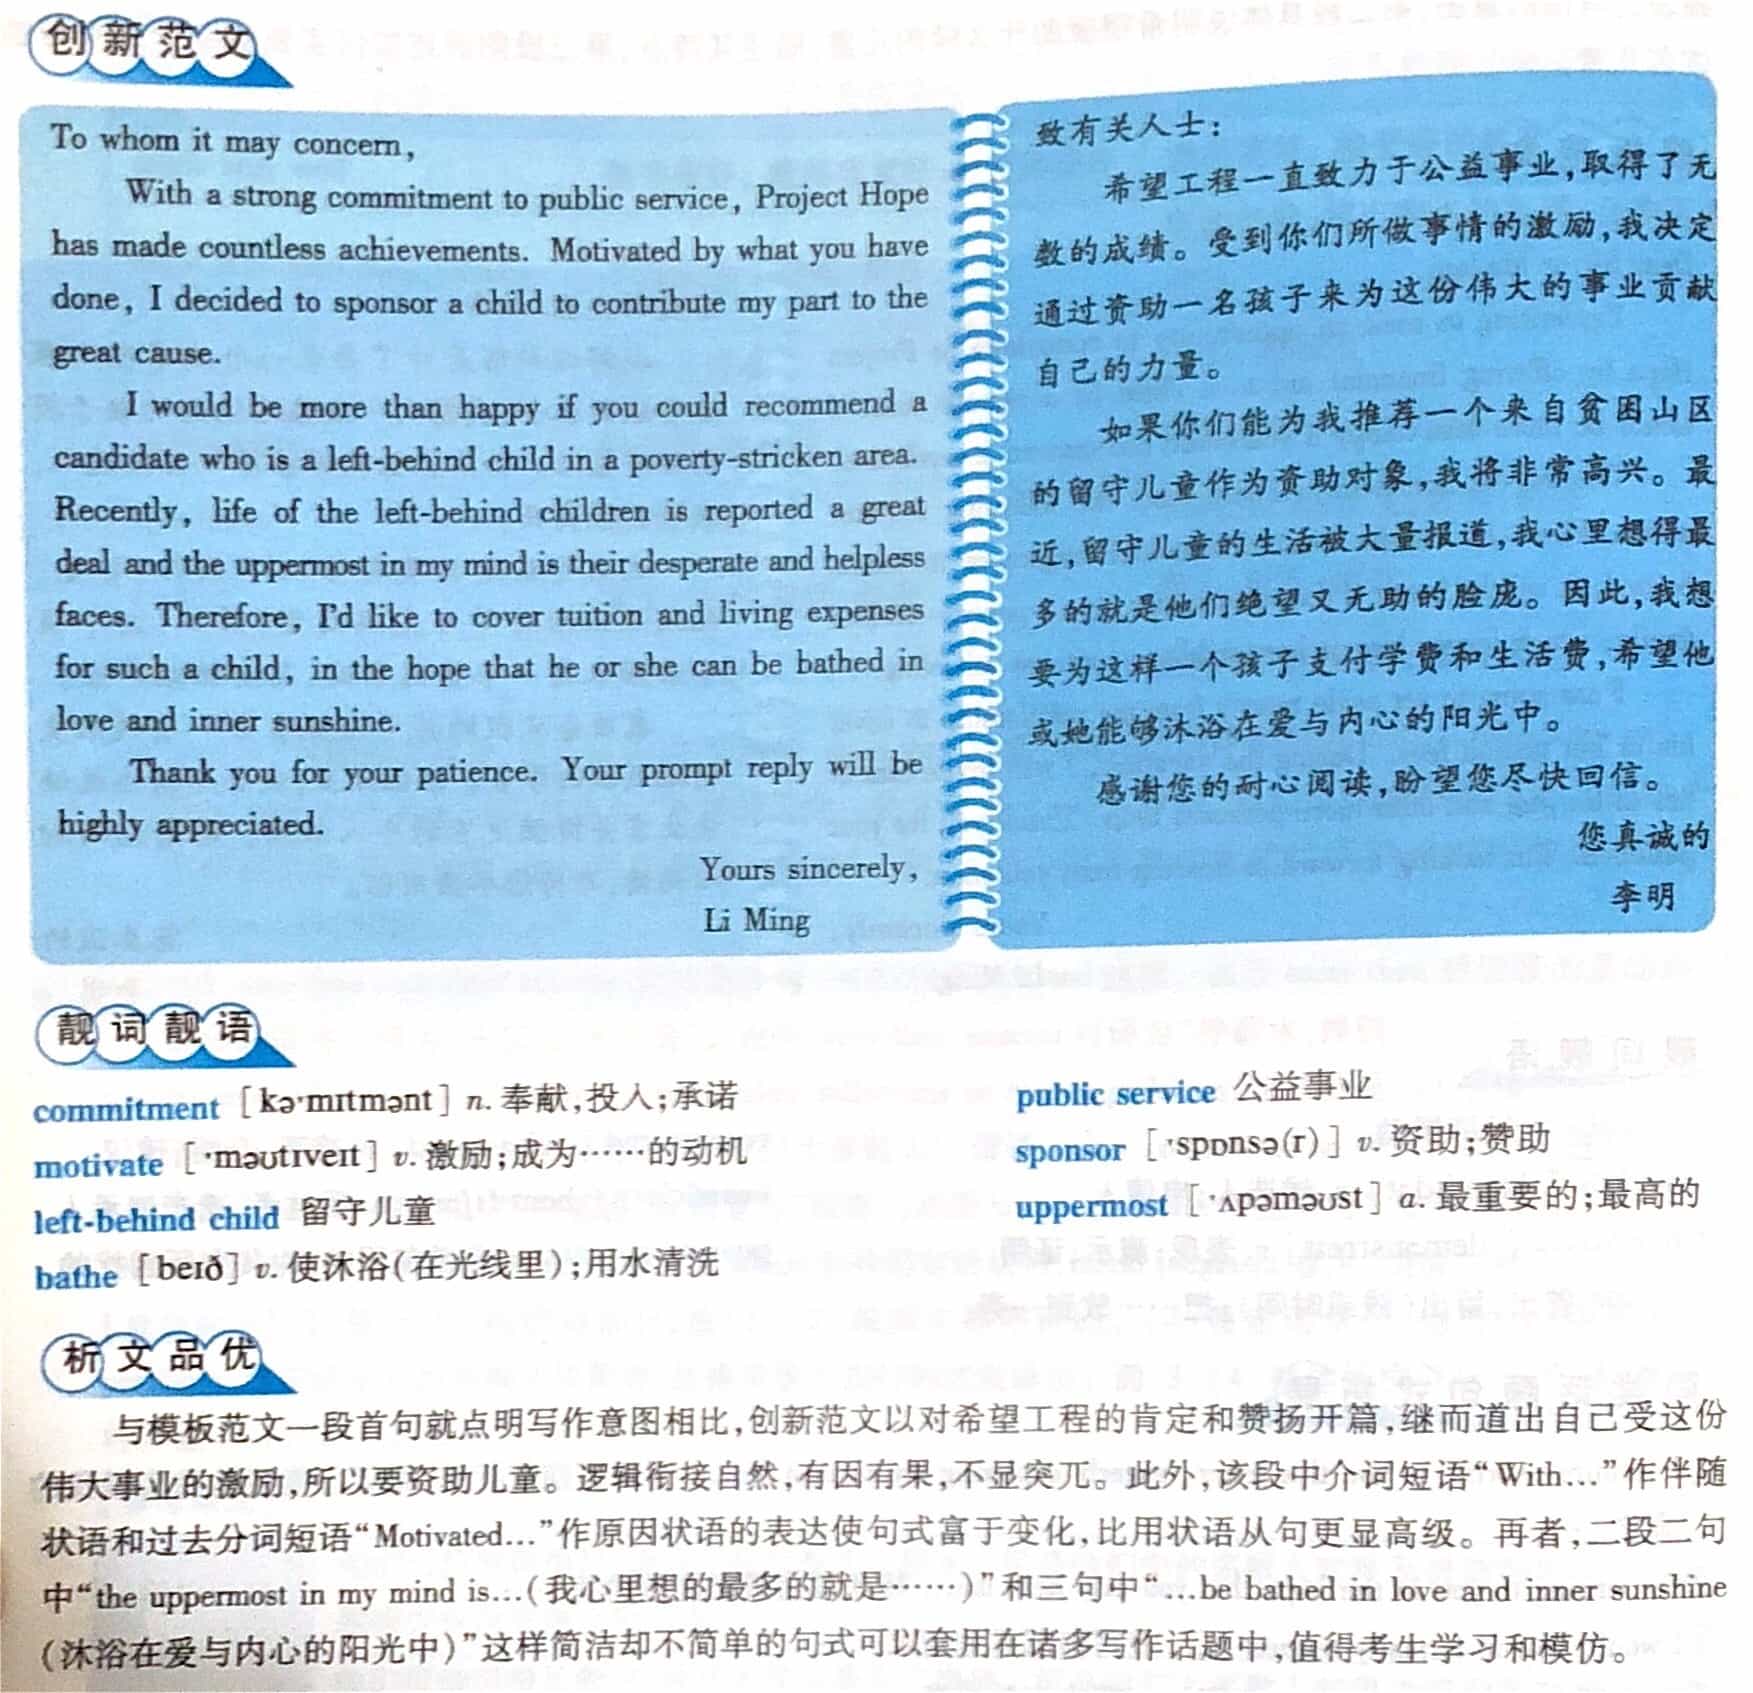 创新范文
To whom it may concern,
With a strong commitment to public service, Project Hope
has made countless achievements. Motivated by what you have
done, I decided to sponsor a child to contribute my part to the
great cause.
I would be more than happy if you could recommend a
candidate who is a left-behind child in a poverty-stricken area.
Recently, life of the left-behind children is reported a great
deal and the uppermost in my mind is their desperate and helpless
faces. Therefore, I'd like to cover tuition and living expenses
for such a child, in the hope that he or she can be bathed in
love and inner sunshine.
Thank you for your patience. Your prompt reply will be
highly appreciated.
Yours sincerely,
Li Ming
致有关人士：
希望工程一直致力于公益事业，取得了无
数的成绩。受到你们所做事情的激励，我决定
通过资助一名孩子来为这份伟大的事业贡献
自己的力量。
如果你们能为我推荐一个来自贫困山区
的留守儿童作为资助对象，我将非常高兴。最
近，留守儿童的生活被大量报道，我心里想得最
多的就是他们绝望又无助的脸庞。因此，我想
要为这样一个孩子支付学费和生活费，希望他
或她能够沐浴在爱与内心的阳光中。
感谢您的耐心阅读，盼望您尽快回信。
您真诚的
李明
靓词靓语
commitment [kəˈmɪtmənt] n. 奉献，投入；承诺
motivate [ˈməʊtɪveɪt] v. 激励；成为……的动机
left-behind child 留守儿童
bathe [beɪð] v. 使沐浴(在光线里)；用水清洗
public service 公益事业
sponsor [ˈspɒnsə(r)] v. 资助；赞助
uppermost [ˈʌpəməʊst] a. 最重要的；最高的
析文品优
与模板范文一段首句就点明写作意图相比，创新范文以对希望工程的肯定和赞扬开篇，继而道出自己受这份
伟大事业的激励，所以要资助儿童。逻辑衔接自然，有因有果，不显突兀。此外，该段中介词短语“With...”作伴随
状语和过去分词短语“Motivated...”作原因状语的表达使句式富于变化，比用状语从句更显高级。再者，二段二句
中“the uppermost in my mind is...(我心里想的最多的就是……)”和三句中“...be bathed in love and inner sunshine
(沐浴在爱与内心的阳光中)”这样简洁却不简单的句式可以套用在诸多写作话题中，值得考生学习和模仿。